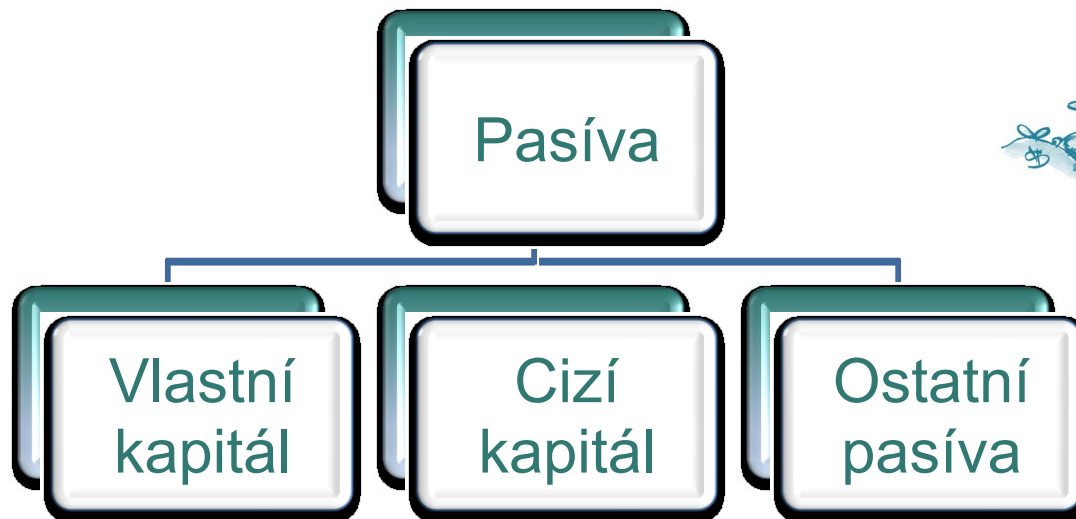 Pasíva
Vlastní
kapitál
Cizí
kapitál
Ostatní
pasíva